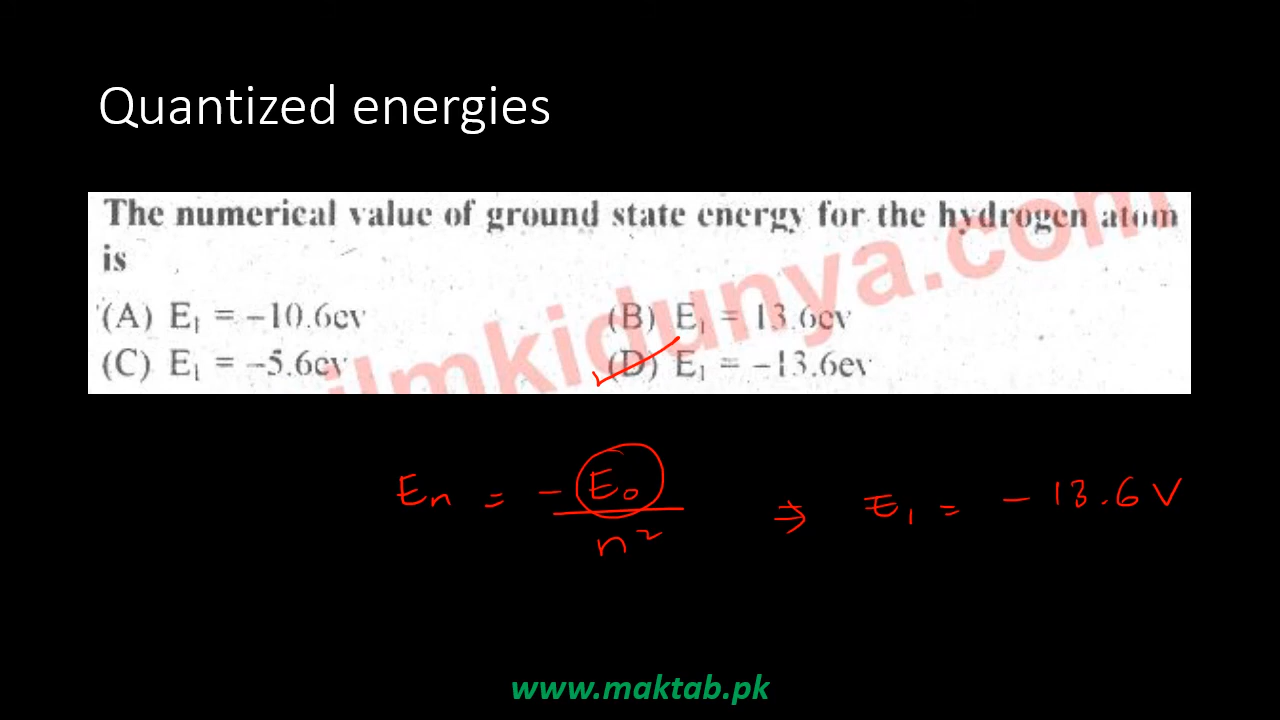 Quantized energies
The numerical value of ground state energy for the hydrogen atom
is
(A) E₁ = −10.6ev (B) E₁ = 13.6ev
(C) E₁ = −5.6ev (D) E₁ = −13.6ev
ilmkidunya.com
En = − E₀ / n² ⇒ E₁ = − 13.6 V
www.maktab.pk